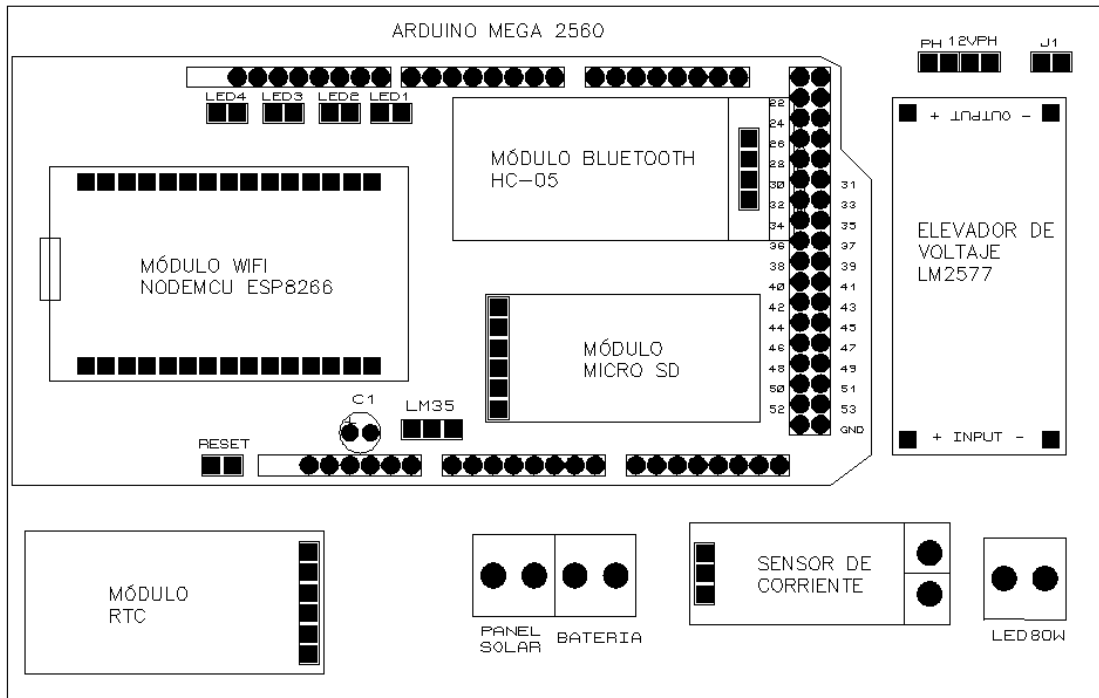 ARDUINO MEGA 2560
PH 12VPH J1
LED4 LED3 LED2 LED1
MÓDULO BLUETOOTH
HC-05
22
24
26
28
30 31
32 33
34 35
36 37
38 39
40 41
42 43
44 45
46 47
48 49
50 51
52 53
GND
+ OUTPUT -
ELEVADOR DE
VOLTAJE
LM2577
+ INPUT -
MÓDULO WIFI
NODEMCU ESP8266
MÓDULO
MICRO SD
C1
+
LM35
RESET
MÓDULO
RTC
PANEL
SOLAR
BATERIA
SENSOR DE
CORRIENTE
LED80W